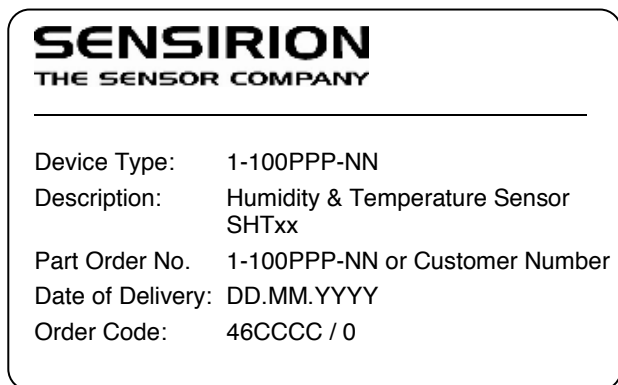 SENSIRION
THE SENSOR COMPANY
Device Type: 1-100PPP-NN
Description: Humidity & Temperature Sensor
SHTxx
Part Order No. 1-100PPP-NN or Customer Number
Date of Delivery: DD.MM.YYYY
Order Code: 46CCCC / 0